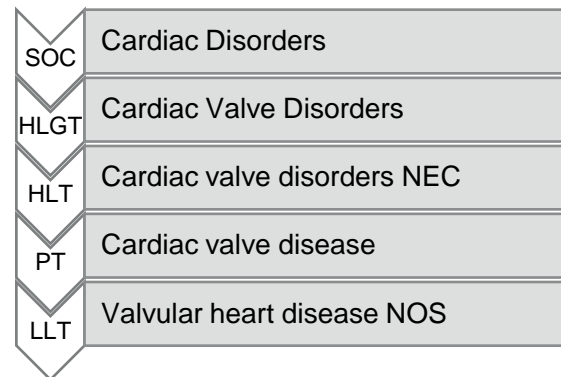 SOC
Cardiac Disorders
HLGT
Cardiac Valve Disorders
HLT
Cardiac valve disorders NEC
PT
Cardiac valve disease
LLT
Valvular heart disease NOS